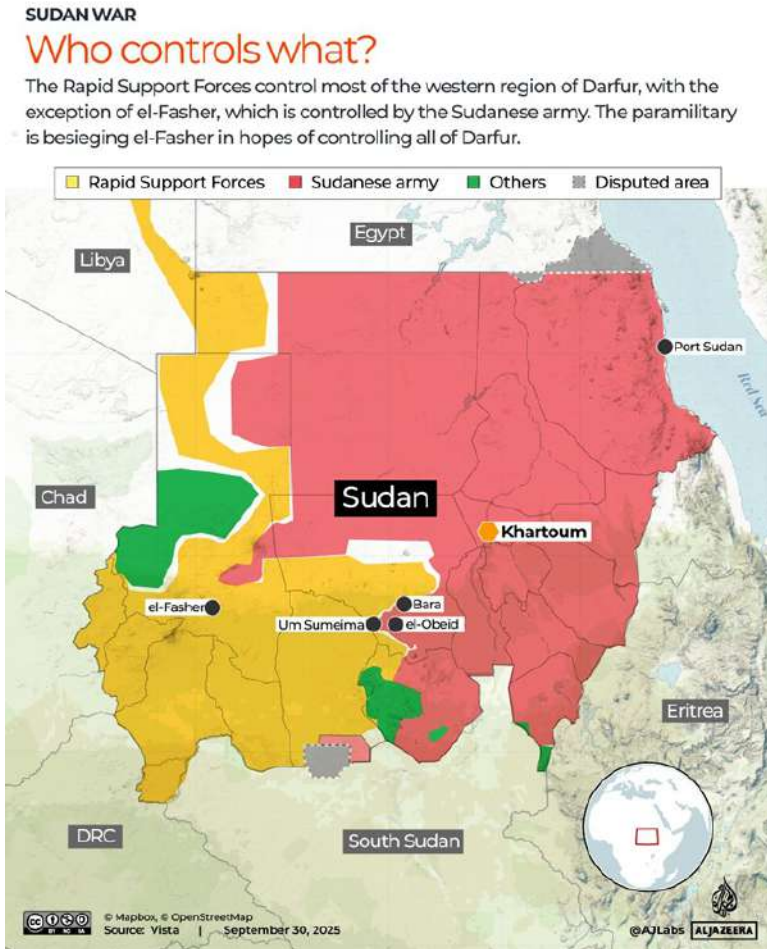 SUDAN WAR
Who controls what?
The Rapid Support Forces control most of the western region of Darfur, with the
exception of el-Fasher, which is controlled by the Sudanese army. The paramilitary
is besieging el-Fasher in hopes of controlling all of Darfur.
Rapid Support Forces
Sudanese army
Others
Disputed area
Egypt
Libya
Port Sudan
Red Sea
Chad
Sudan
Khartoum
el-Fasher
Bara
Um Sumeima
el-Obeid
Eritrea
DRC
South Sudan
CC BY NC SA
© Mapbox, © OpenStreetMap
Source: Vista | September 30, 2025
@AJLabs
ALJAZEERA